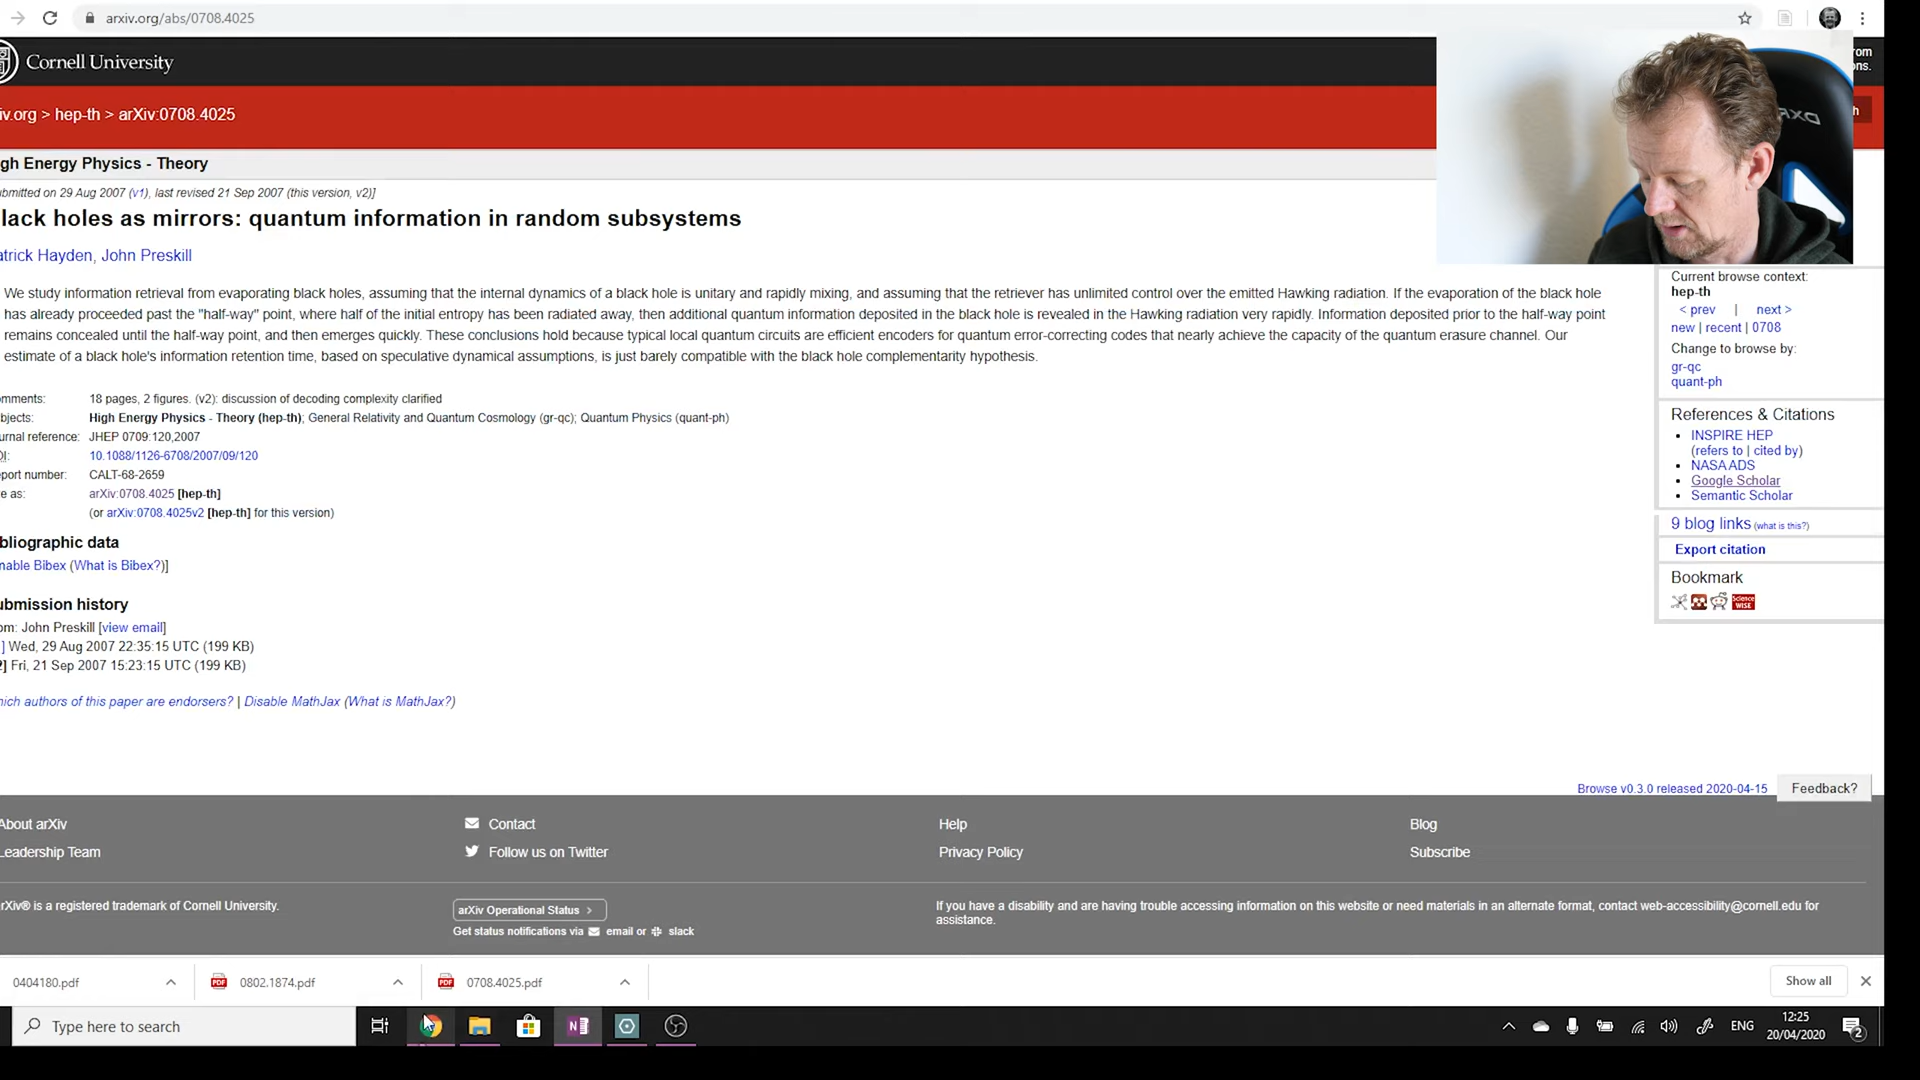 arxiv.org/abs/0708.4025
Cornell University
iv.org > hep-th > arXiv:0708.4025
gh Energy Physics - Theory
ubmitted on 29 Aug 2007 (v1), last revised 21 Sep 2007 (this version, v2)]
lack holes as mirrors: quantum information in random subsystems
atrick Hayden, John Preskill
We study information retrieval from evaporating black holes, assuming that the internal dynamics of a black hole is unitary and rapidly mixing, and assuming that the retriever has unlimited control over the emitted Hawking radiation. If the evaporation of the black hole
has already proceeded past the "half-way" point, where half of the initial entropy has been radiated away, then additional quantum information deposited in the black hole is revealed in the Hawking radiation very rapidly. Information deposited prior to the half-way point
remains concealed until the half-way point, and then emerges quickly. These conclusions hold because typical local quantum circuits are efficient encoders for quantum error-correcting codes that nearly achieve the capacity of the quantum erasure channel. Our
estimate of a black hole's information retention time, based on speculative dynamical assumptions, is just barely compatible with the black hole complementarity hypothesis.
omments: 18 pages, 2 figures. (v2): discussion of decoding complexity clarified
bjects: High Energy Physics - Theory (hep-th); General Relativity and Quantum Cosmology (gr-qc); Quantum Physics (quant-ph)
urnal reference: JHEP 0709:120,2007
OI: 10.1088/1126-6708/2007/09/120
port number: CALT-68-2659
e as: arXiv:0708.4025 [hep-th]
(or arXiv:0708.4025v2 [hep-th] for this version)
bliographic data
nable Bibex (What is Bibex?)]
ubmission history
om: John Preskill [view email]
] Wed, 29 Aug 2007 22:35:15 UTC (199 KB)
2] Fri, 21 Sep 2007 15:23:15 UTC (199 KB)
hich authors of this paper are endorsers? | Disable MathJax (What is MathJax?)
om
ns.
h
DXR
Current browse context:
hep-th
< prev | next >
new | recent | 0708
Change to browse by:
gr-qc
quant-ph
References & Citations
INSPIRE HEP
(refers to | cited by)
NASA ADS
Google Scholar
Semantic Scholar
9 blog links (what is this?)
Export citation
Bookmark
Science
WISE
Browse v0.3.0 released 2020-04-15
Feedback?
About arXiv
Leadership Team
Contact
Follow us on Twitter
Help
Privacy Policy
Blog
Subscribe
rXiv® is a registered trademark of Cornell University.
arXiv Operational Status >
Get status notifications via email or slack
If you have a disability and are having trouble accessing information on this website or need materials in an alternate format, contact web-accessibility@cornell.edu for
assistance.
0404180.pdf
0802.1874.pdf
0708.4025.pdf
Show all
Type here to search
N
ENG
12:25
20/04/2020
2